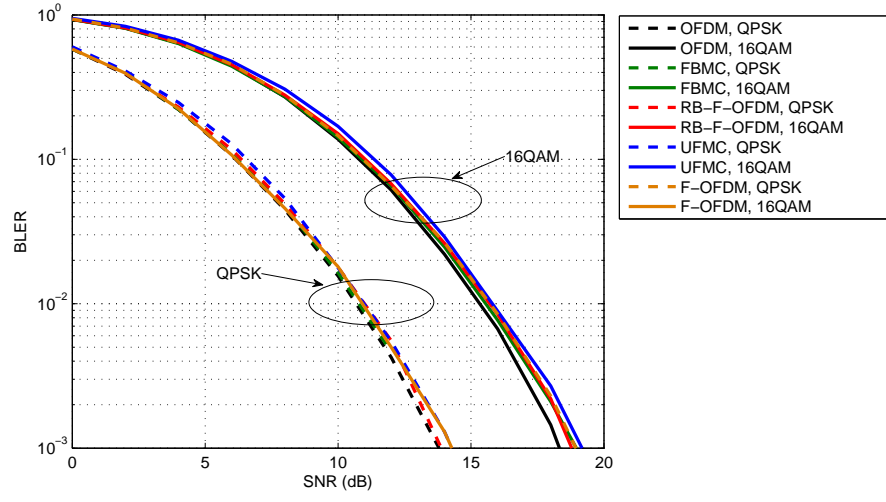 BLER
10⁰
10⁻¹
10⁻²
10⁻³
0
5
10
15
20
SNR (dB)
16QAM
QPSK
OFDM, QPSK
OFDM, 16QAM
FBMC, QPSK
FBMC, 16QAM
RB−F−OFDM, QPSK
RB−F−OFDM, 16QAM
UFMC, QPSK
UFMC, 16QAM
F−OFDM, QPSK
F−OFDM, 16QAM